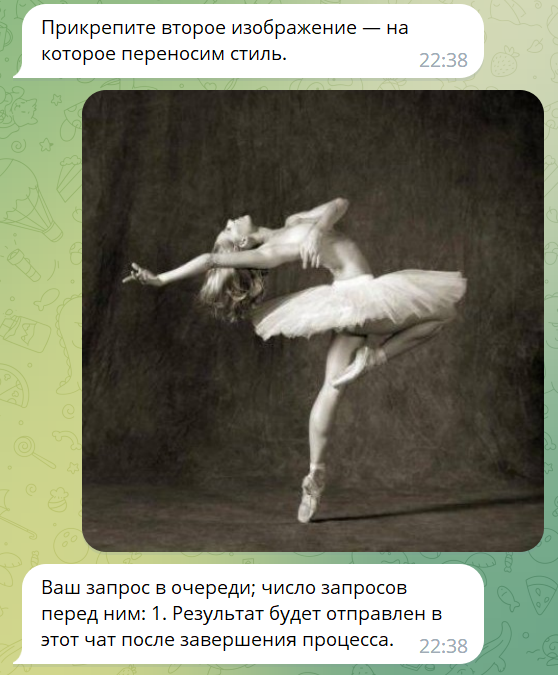 Прикрепите второе изображение — на
которое переносим стиль.
22:38
Ваш запрос в очереди; число запросов
перед ним: 1. Результат будет отправлен в
этот чат после завершения процесса.
22:38